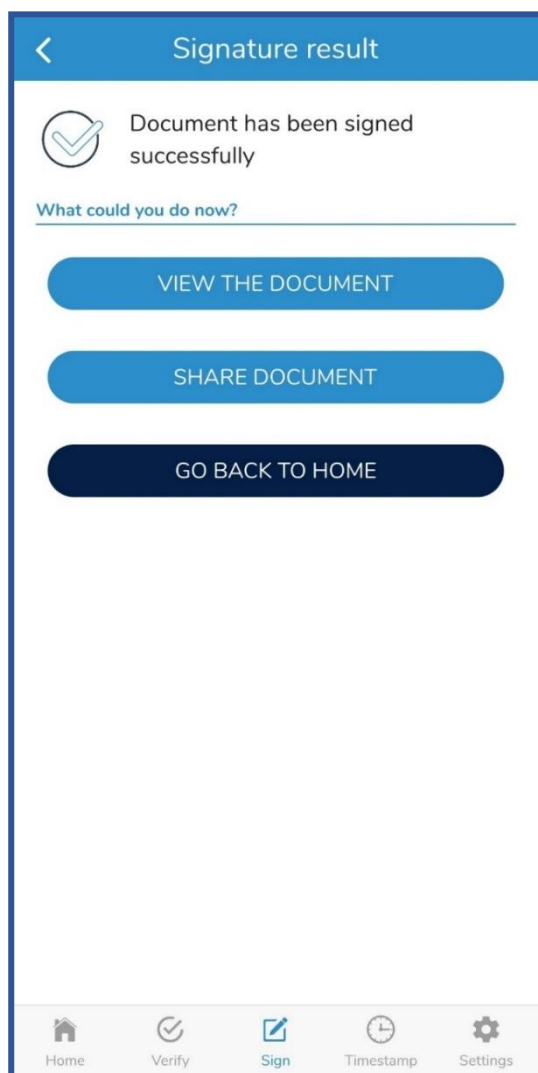 Signature result
Document has been signed
successfully
What could you do now?
VIEW THE DOCUMENT
SHARE DOCUMENT
GO BACK TO HOME
Home Verify Sign Timestamp Settings